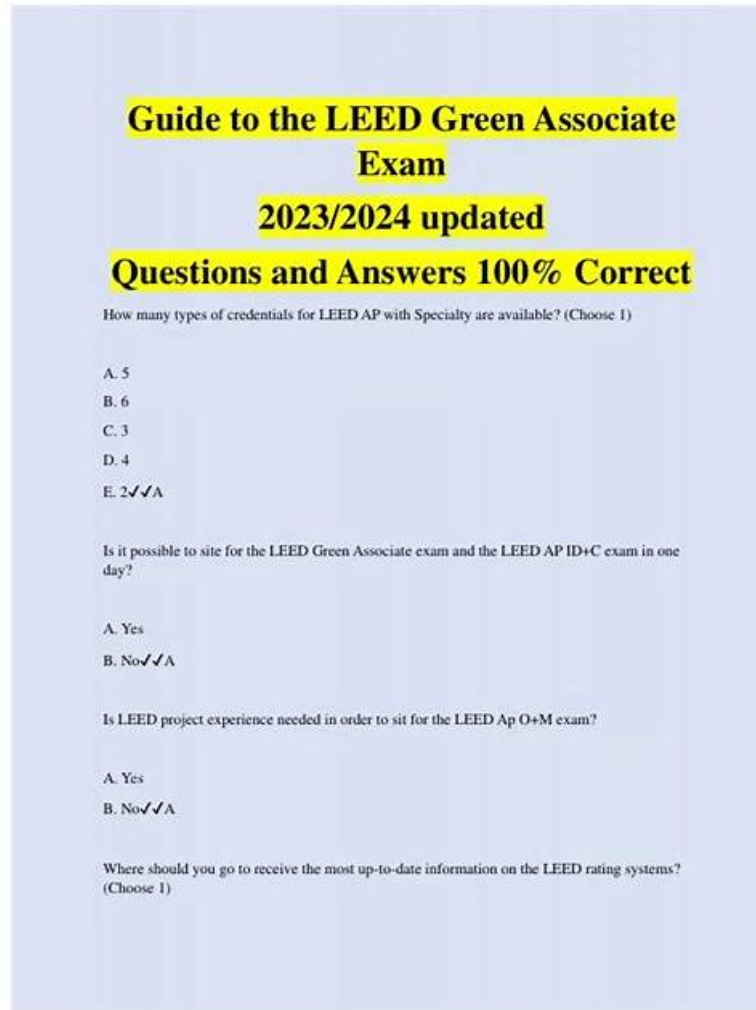 Guide to the LEED Green Associate
Exam
2023/2024 updated
Questions and Answers 100% Correct
How many types of credentials for LEED AP with Specialty are available? (Choose 1)
A. 5
B. 6
C. 3
D. 4
E. 2✓✓A
Is it possible to site for the LEED Green Associate exam and the LEED AP ID+C exam in one
day?
A. Yes
B. No✓✓A
Is LEED project experience needed in order to sit for the LEED Ap O+M exam?
A. Yes
B. No✓✓A
Where should you go to receive the most up-to-date information on the LEED rating systems?
(Choose 1)